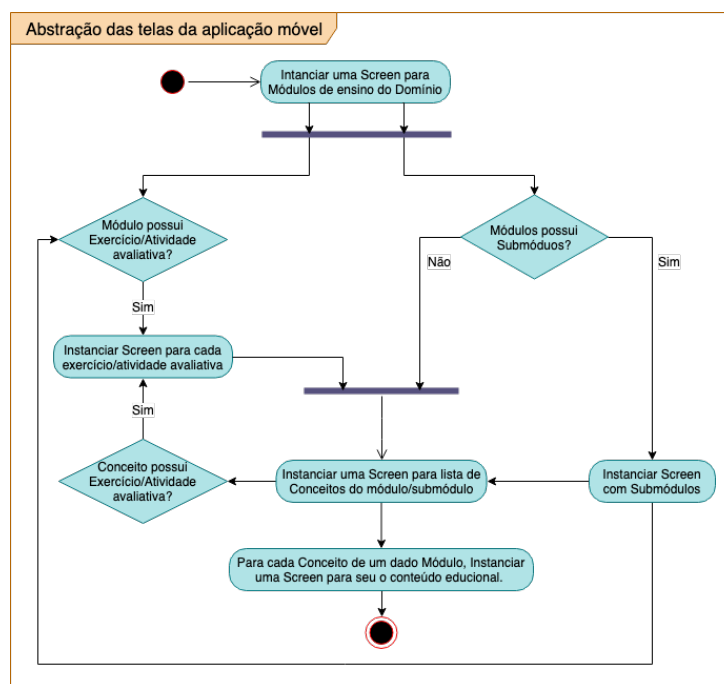 Abstração das telas da aplicação móvel
Intanciar uma Screen para
Módulos de ensino do Domínio
Módulo possui
Exercício/Atividade
avaliativa?
Módulos possui
Submóduos?
Não
Sim
Sim
Instanciar Screen para cada
exercício/atividade avaliativa
Sim
Conceito possui
Exercício/Atividade
avaliativa?
Instanciar uma Screen para lista de
Conceitos do módulo/submódulo
Instanciar Screen
com Submódulos
Para cada Conceito de um dado Módulo, Instanciar
uma Screen para seu o conteúdo educional.